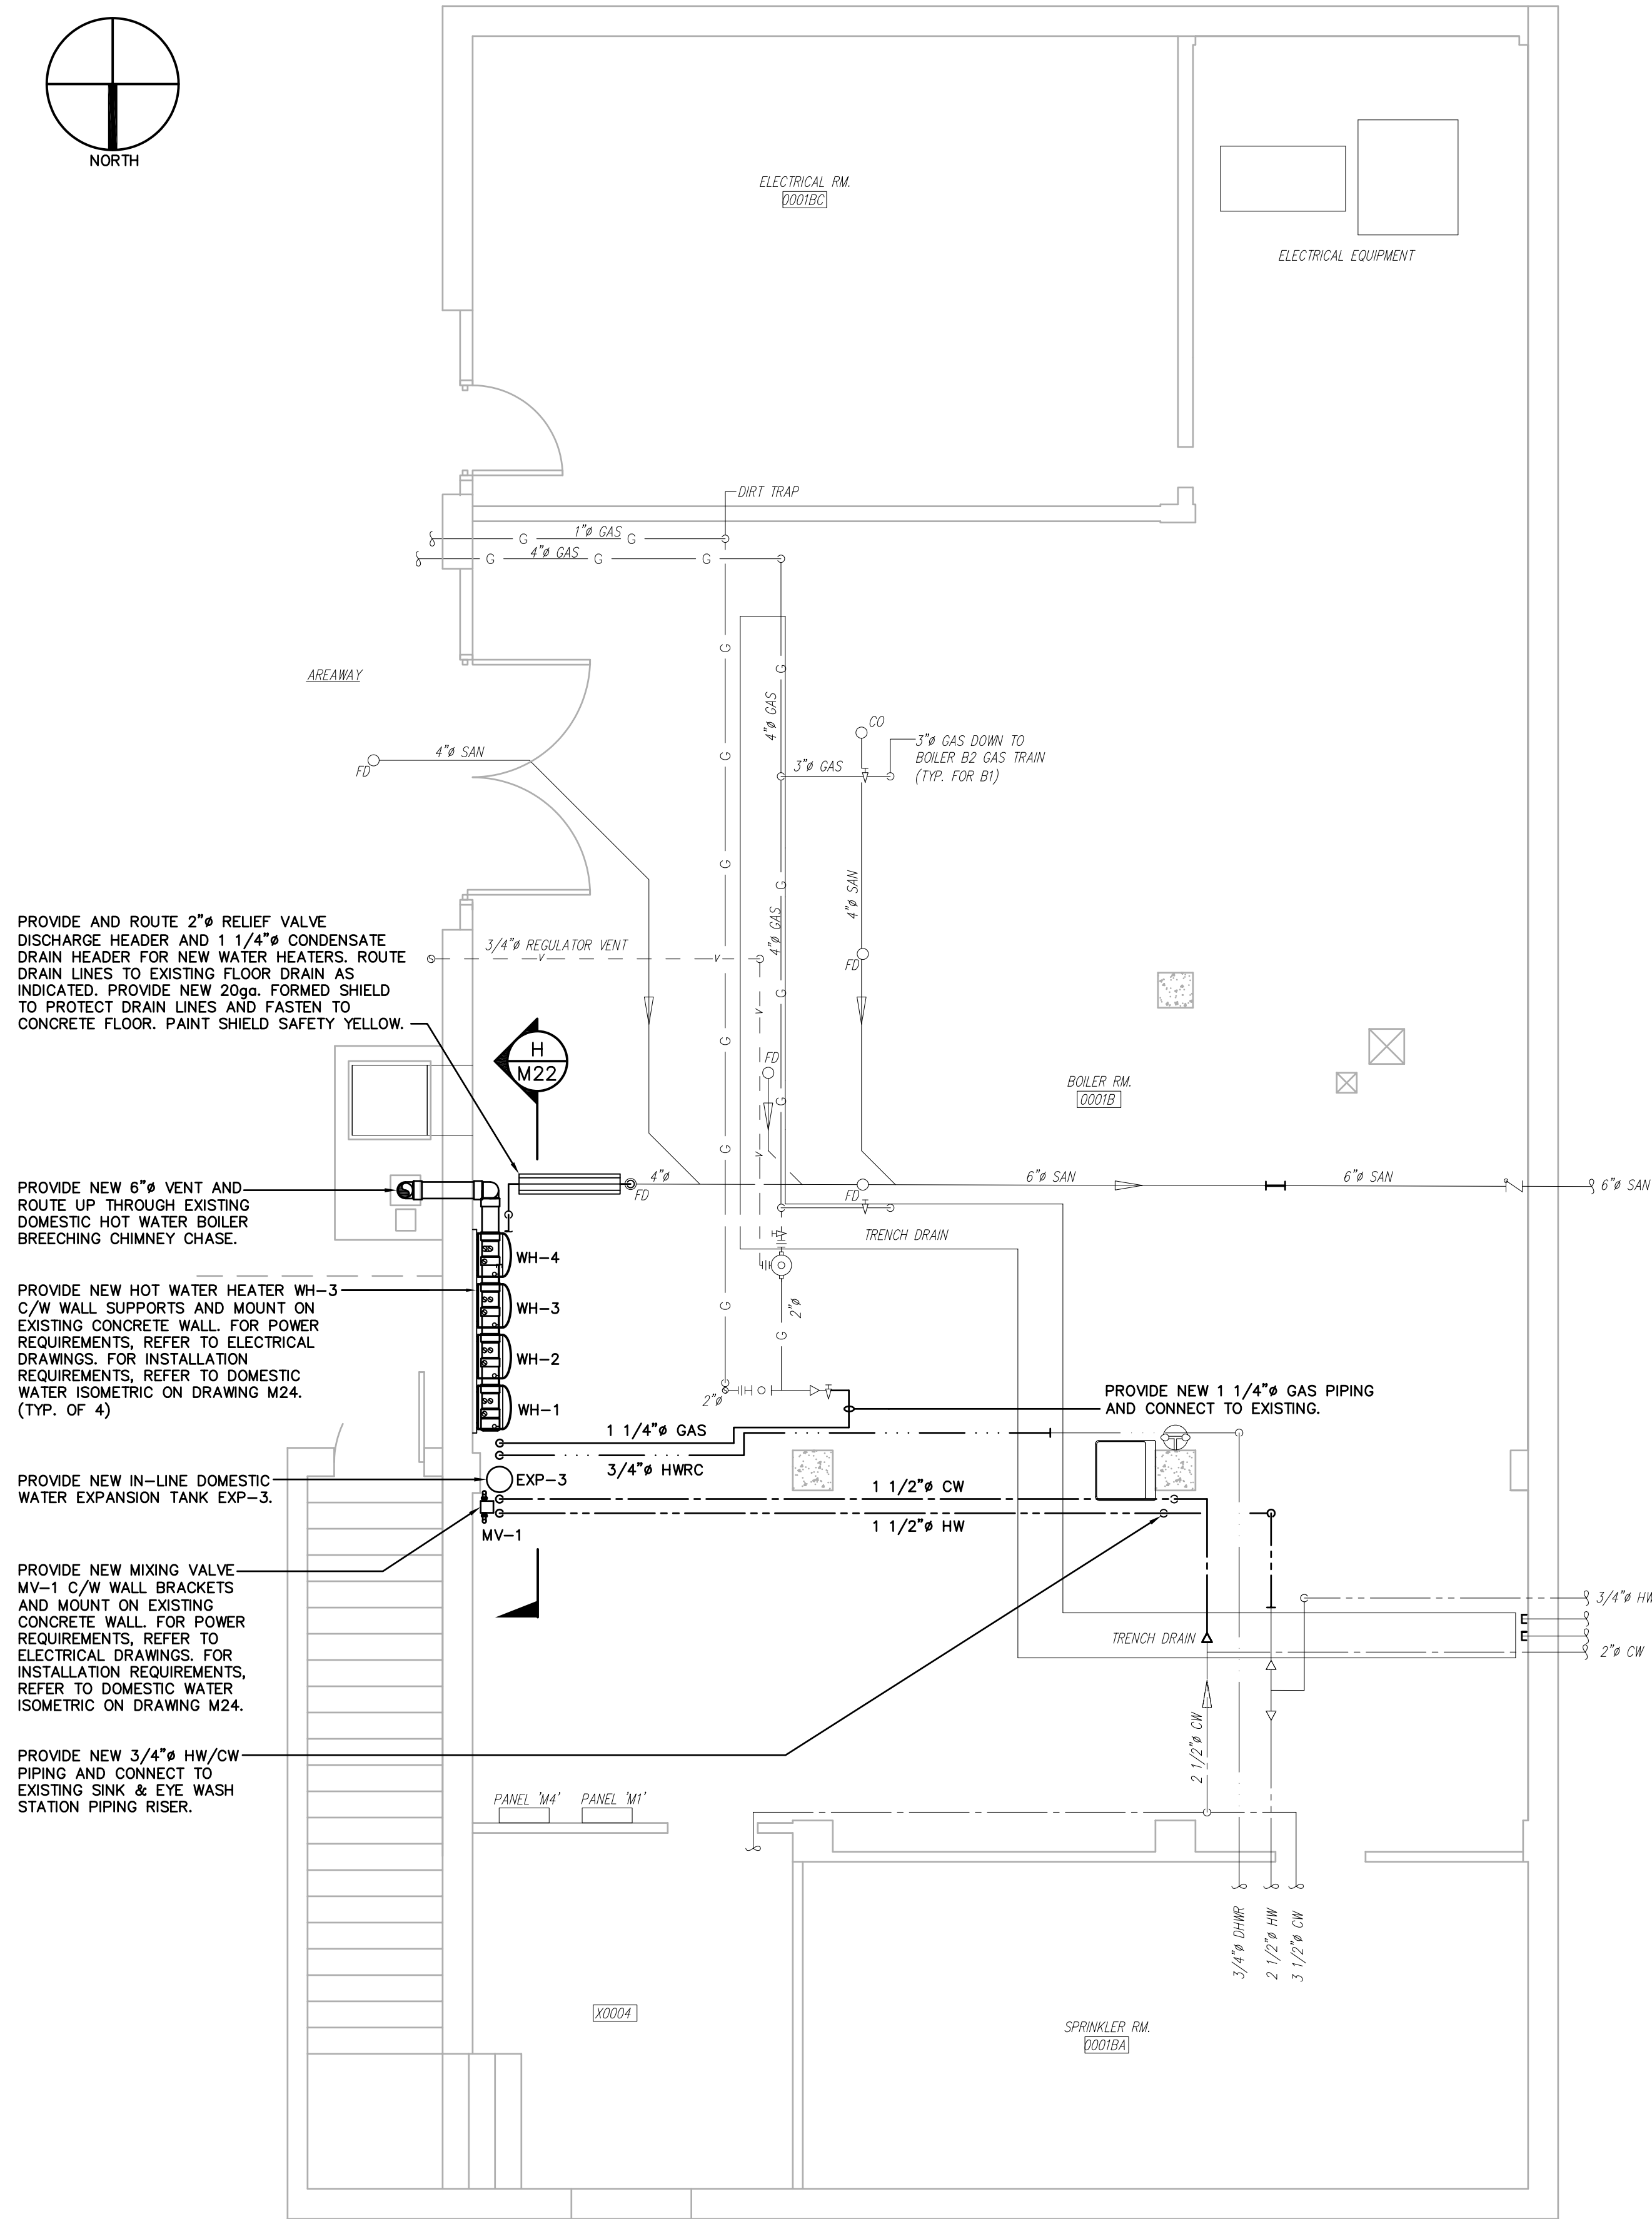 NORTH
ELECTRICAL RM.
0001BC
ELECTRICAL EQUIPMENT
DIRT TRAP
1"ø GAS
G
G
4"ø GAS
G
G
G
AREAWAY
G
G
4"ø GAS
CO
4"ø SAN
FD
3"ø GAS DOWN TO
BOILER B2 GAS TRAIN
(TYP. FOR B1)
3"ø GAS
G
G
G
4"ø SAN
4"ø GAS
PROVIDE AND ROUTE 2"ø RELIEF VALVE
DISCHARGE HEADER AND 1 1/4"ø CONDENSATE
DRAIN HEADER FOR NEW WATER HEATERS. ROUTE
DRAIN LINES TO EXISTING FLOOR DRAIN AS
INDICATED. PROVIDE NEW 20ga. FORMED SHIELD
TO PROTECT DRAIN LINES AND FASTEN TO
CONCRETE FLOOR. PAINT SHIELD SAFETY YELLOW.
3/4"ø REGULATOR VENT
V
V
FD
G
V
G
H
M22
FD
G
BOILER RM.
0001B
G
V
4"ø
6"ø SAN
6"ø SAN
6"ø SAN
FD
FD
PROVIDE NEW 6"ø VENT AND
ROUTE UP THROUGH EXISTING
DOMESTIC HOT WATER BOILER
BREECHING CHIMNEY CHASE.
TRENCH DRAIN
WH-4
PROVIDE NEW HOT WATER HEATER WH-3
C/W WALL SUPPORTS AND MOUNT ON
EXISTING CONCRETE WALL. FOR POWER
REQUIREMENTS, REFER TO ELECTRICAL
DRAWINGS. FOR INSTALLATION
REQUIREMENTS, REFER TO DOMESTIC
WATER ISOMETRIC ON DRAWING M24.
(TYP. OF 4)
WH-3
WH-2
WH-1
G
2"ø
G
2"ø
PROVIDE NEW 1 1/4"ø GAS PIPING
AND CONNECT TO EXISTING.
1 1/4"ø GAS
3/4"ø HWRC
PROVIDE NEW IN-LINE DOMESTIC
WATER EXPANSION TANK EXP-3.
EXP-3
1 1/2"ø CW
1 1/2"ø HW
MV-1
PROVIDE NEW MIXING VALVE
MV-1 C/W WALL BRACKETS
AND MOUNT ON EXISTING
CONCRETE WALL. FOR POWER
REQUIREMENTS, REFER TO
ELECTRICAL DRAWINGS. FOR
INSTALLATION REQUIREMENTS,
REFER TO DOMESTIC WATER
ISOMETRIC ON DRAWING M24.
3/4"ø HW
TRENCH DRAIN
2"ø CW
2 1/2"ø CW
PROVIDE NEW 3/4"ø HW/CW
PIPING AND CONNECT TO
EXISTING SINK & EYE WASH
STATION PIPING RISER.
PANEL 'M4'
PANEL 'M1'
3/4"ø DHWR
2 1/2"ø HW
3 1/2"ø CW
X0004
SPRINKLER RM.
0001BA